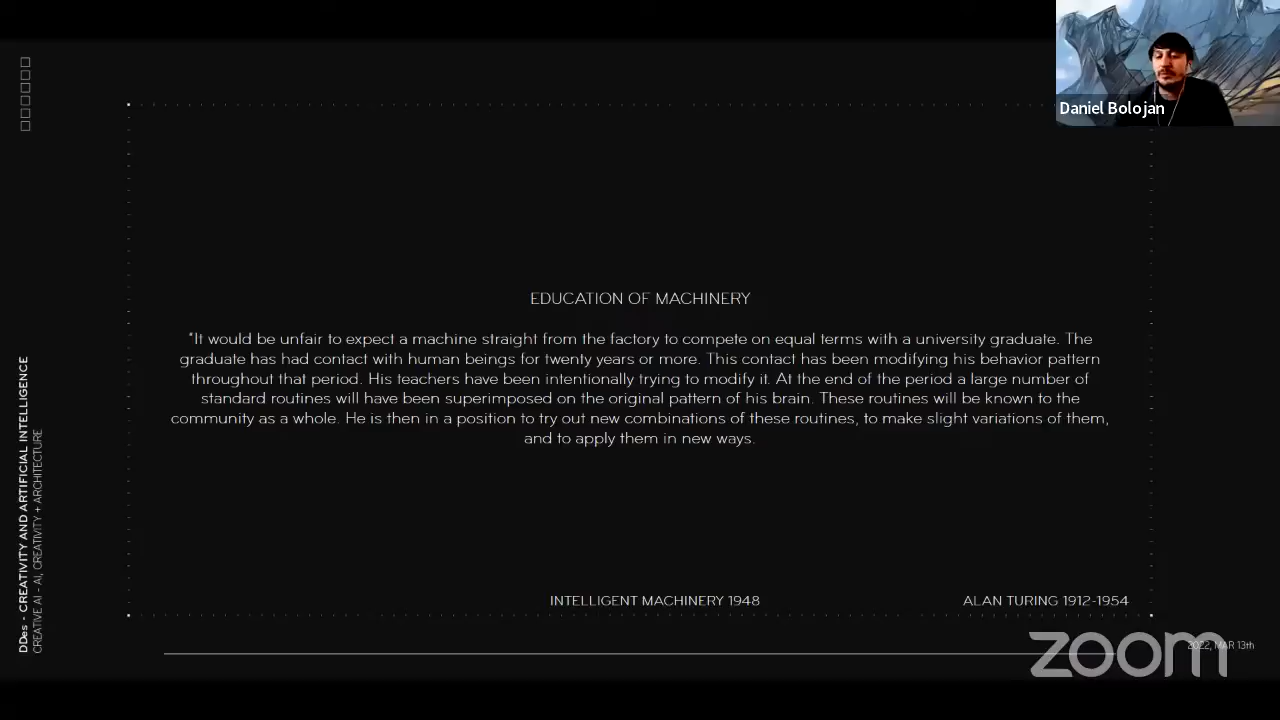 Daniel Bolojan
EDUCATION OF MACHINERY
"It would be unfair to expect a machine straight from the factory to compete on equal terms with a university graduate. The
graduate has had contact with human beings for twenty years or more. This contact has been modifying his behavior pattern
throughout that period. His teachers have been intentionally trying to modify it. At the end of the period a large number of
standard routines will have been superimposed on the original pattern of his brain. These routines will be known to the
community as a whole. He is then in a position to try out new combinations of these routines, to make slight variations of them,
and to apply them in new ways.
INTELLIGENT MACHINERY 1948
ALAN TURING 1912-1954
DDes - CREATIVITY AND ARTIFICIAL INTELLIGENCE
CREATIVE AI - AI, CREATIVITY + ARCHITECTURE
2022, MAR 13th
zoom